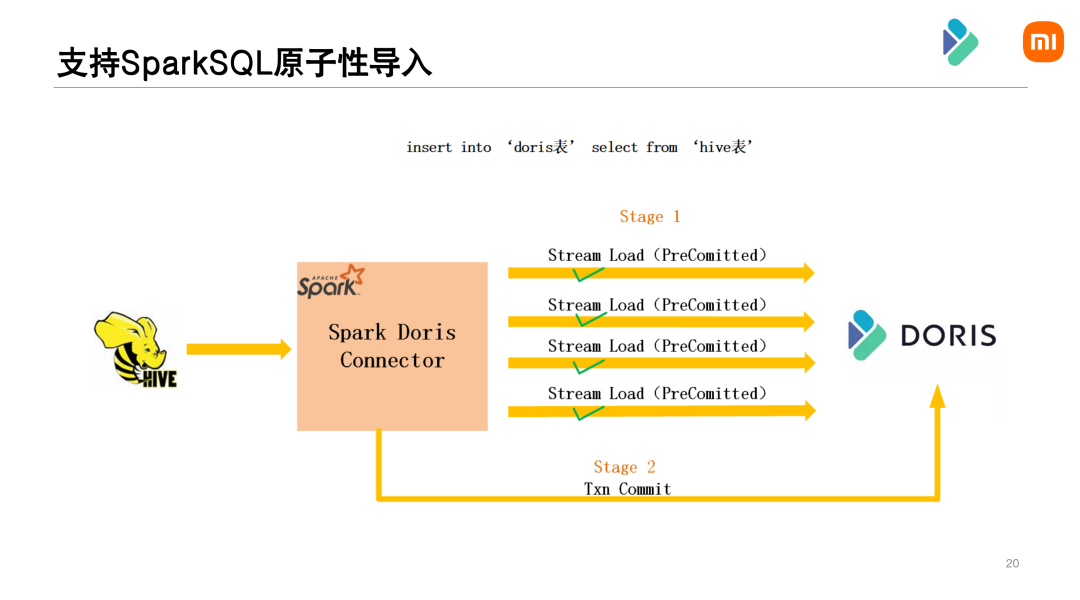 支持SparkSQL原子性导入
insert into ‘doris表’ select from ‘hive表’
Stage 1
Stream Load（PreComitted）
Stream Load（PreComitted）
Stream Load（PreComitted）
Stream Load（PreComitted）
APACHE
Spark
Spark Doris
Connector
HIVE
DORIS
Stage 2
Txn Commit
20